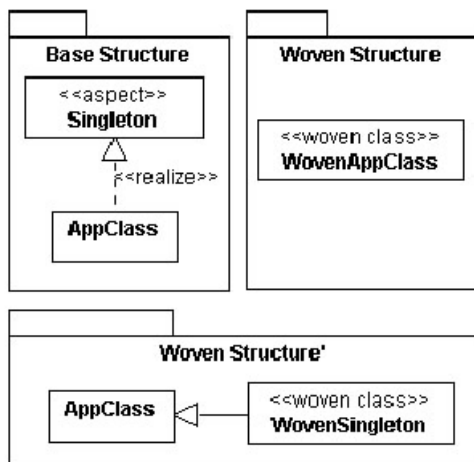 Base Structure
<<aspect>>
Singleton
<<realize>>
AppClass
Woven Structure
<<woven class>>
WovenAppClass
Woven Structure'
AppClass
<<woven class>>
WovenSingleton